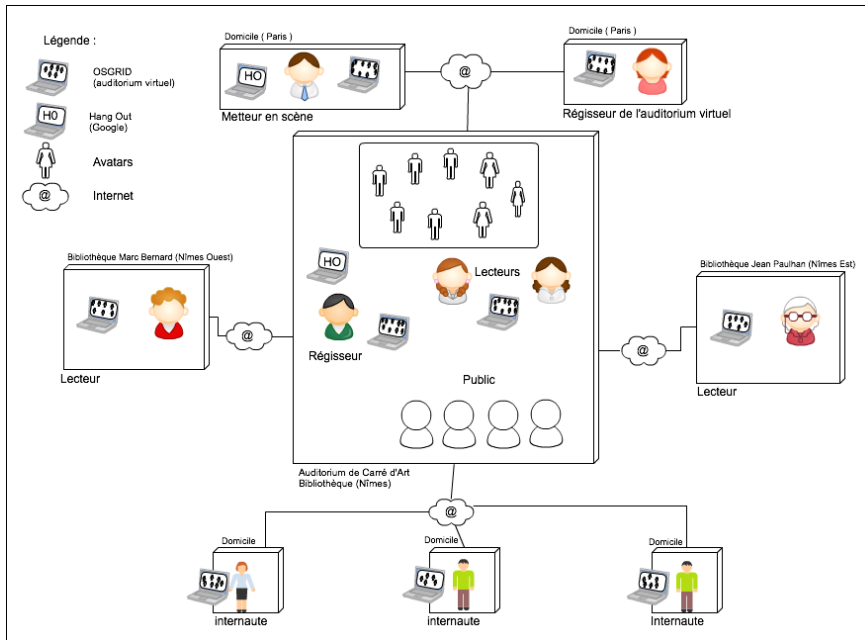 Légende :
OSGRID
(auditorium virtuel)
HO
Hang Out
(Google)
Avatars
@
Internet
Domicile ( Paris )
HO
Metteur en scène
@
Domicile ( Paris )
Régisseur de l'auditorium virtuel
Bibliothèque Marc Bernard (Nîmes Ouest)
Lecteur
@
HO
Régisseur
Lecteurs
Public
Auditorium de Carré d'Art
Bibliothèque (Nîmes)
@
Bibliothèque Jean Paulhan (Nîmes Est)
Lecteur
@
Domicile
internaute
Domicile
internaute
Domicile
Internaute